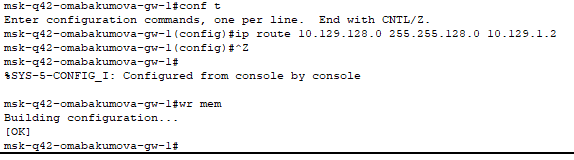 msk-q42-omabakumova-gw-1#conf t
Enter configuration commands, one per line.  End with CNTL/Z.
msk-q42-omabakumova-gw-1(config)#ip route 10.129.128.0 255.255.128.0 10.129.1.2
msk-q42-omabakumova-gw-1(config)#^Z
msk-q42-omabakumova-gw-1#
%SYS-5-CONFIG_I: Configured from console by console
msk-q42-omabakumova-gw-1#wr mem
Building configuration...
[OK]
msk-q42-omabakumova-gw-1#